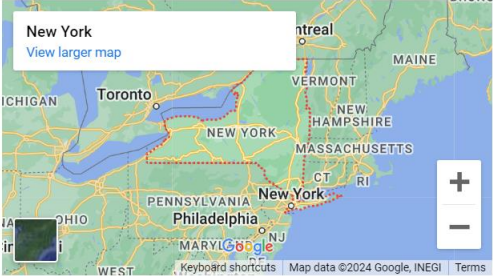 New York
View larger map
ntreal
MAINE
VERMONT
ICHIGAN
Toronto
NEW
HAMPSHIRE
NEW YORK
MASSACHUSETTS
CT
RI
PENNSYLVANIA
New York
OHIO
Philadelphia
NJ
MARYL
Google
WEST
Keyboard shortcuts
Map data ©2024 Google, INEGI
Terms